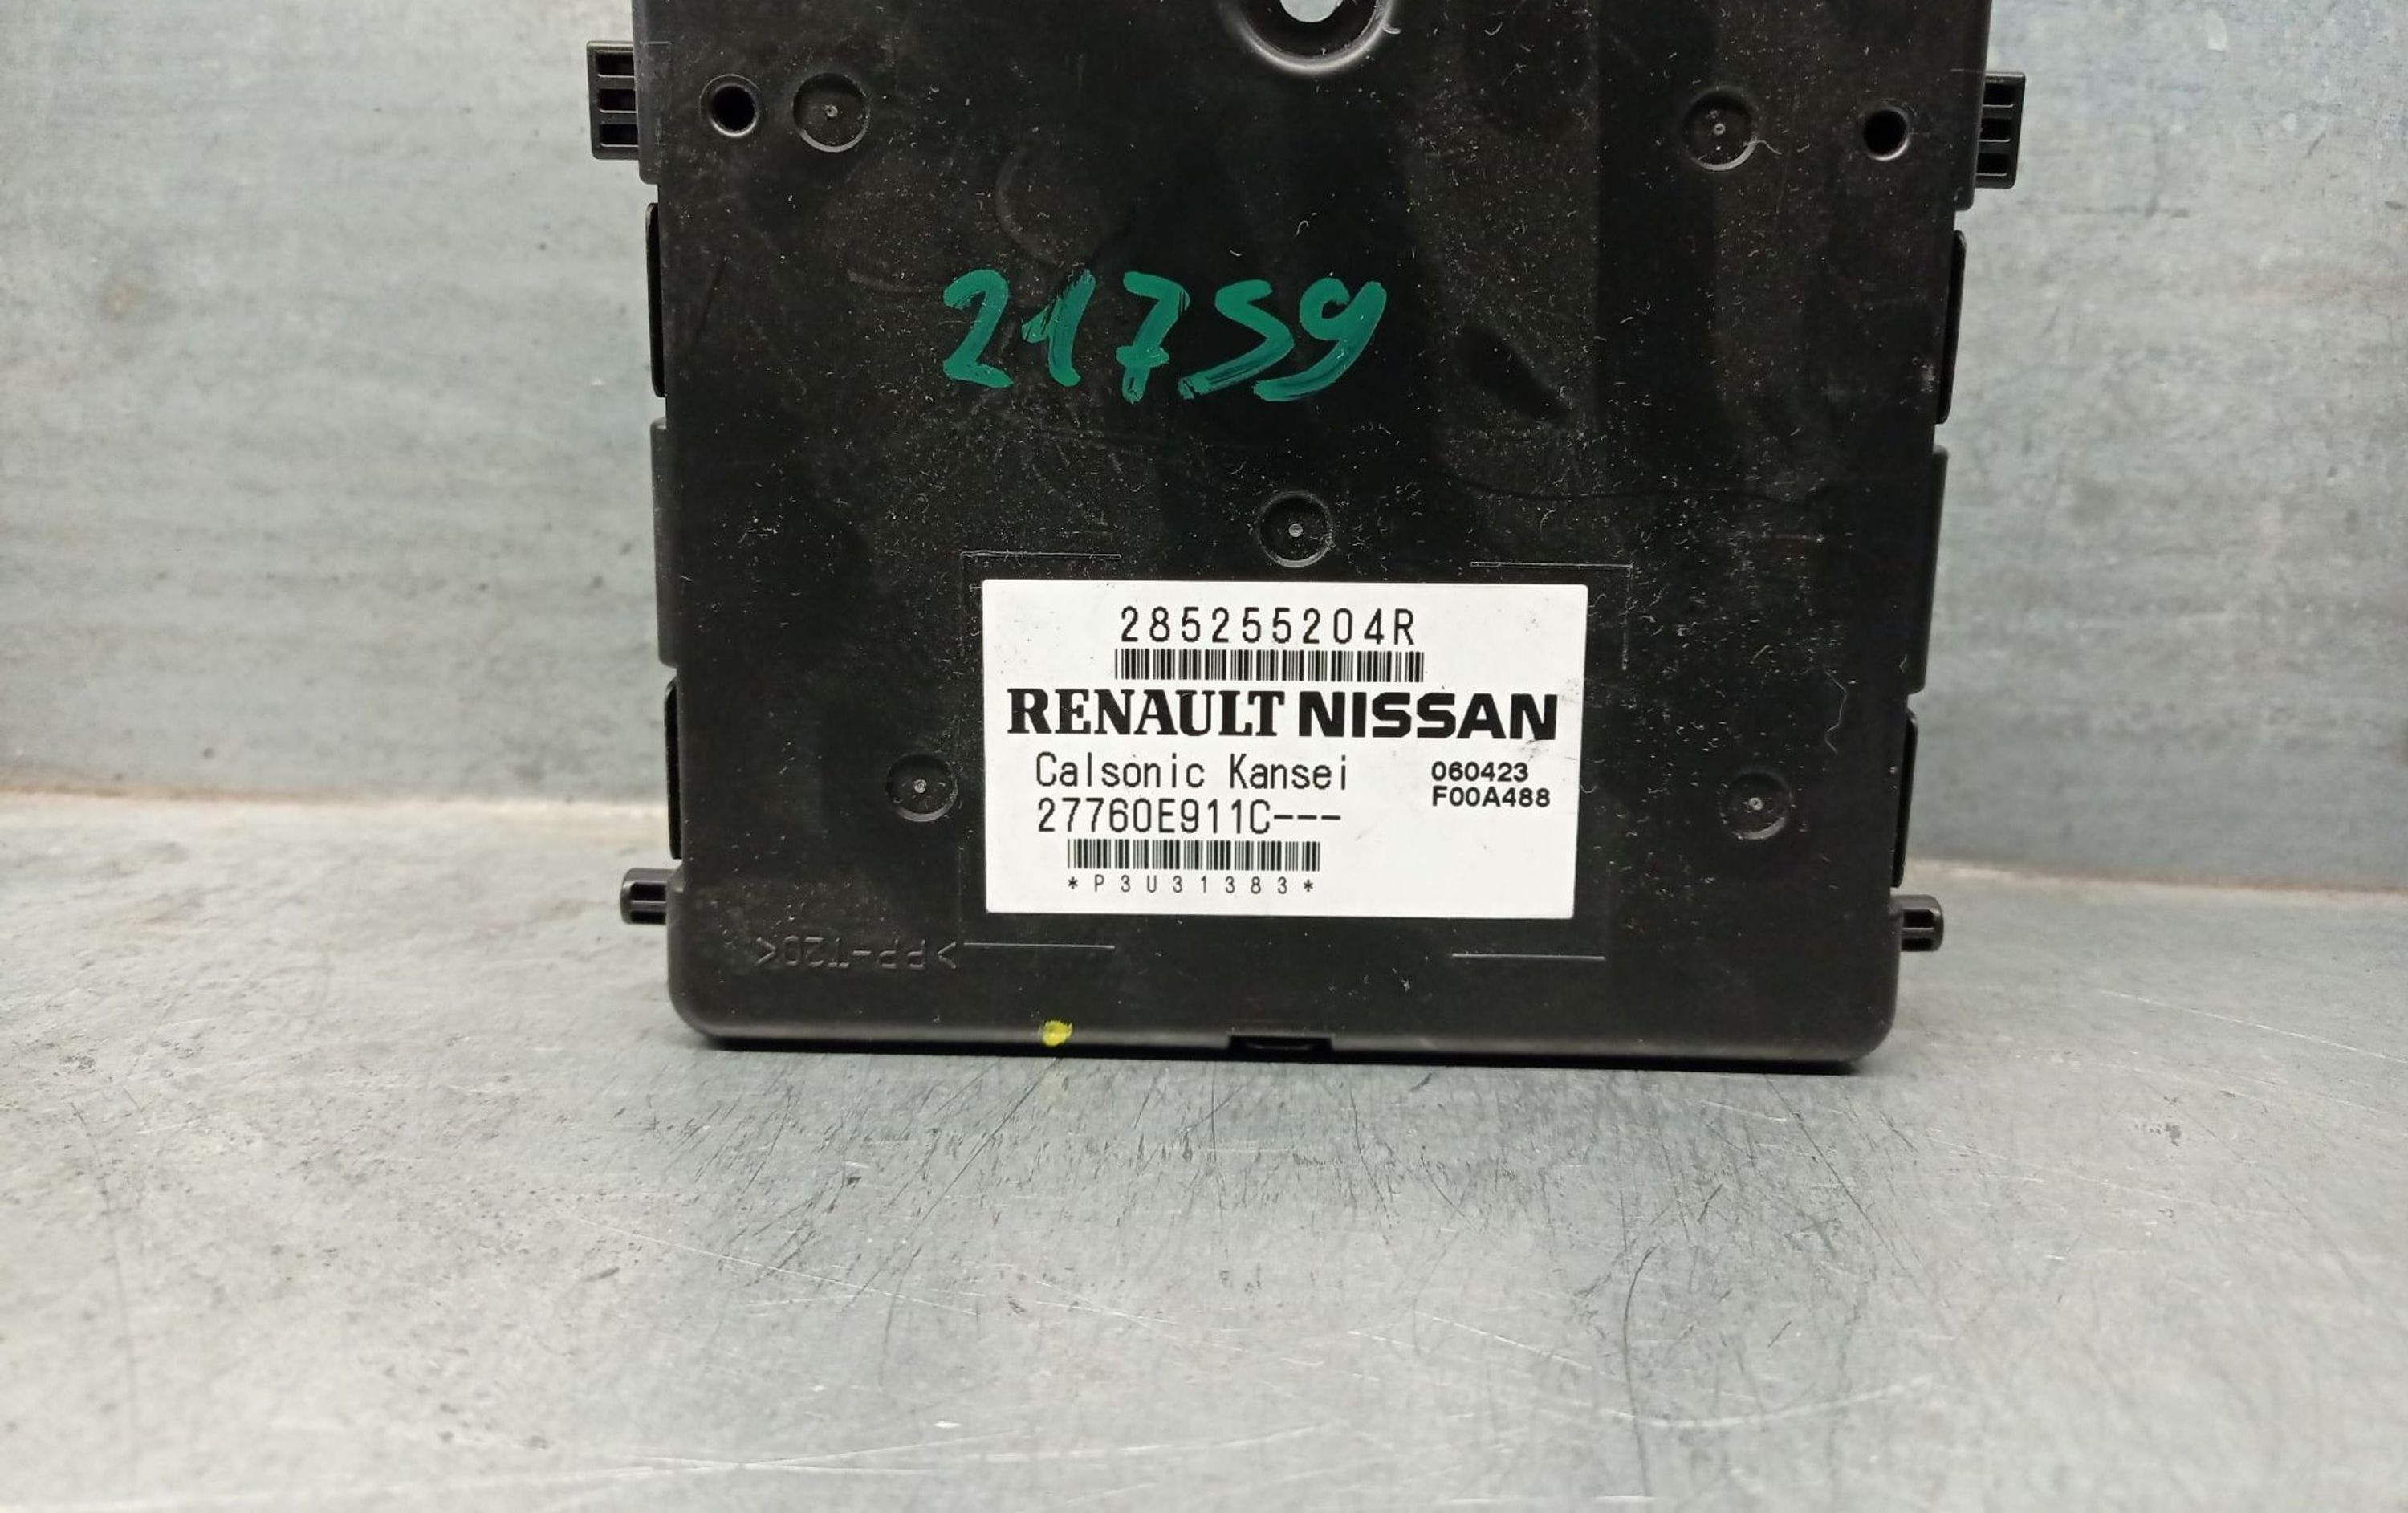 21759
285255204R
RENAULT NISSAN
Calsonic Kansei
060423
27760E911C---
F00A488
*P3U31383*
>PP-T20<